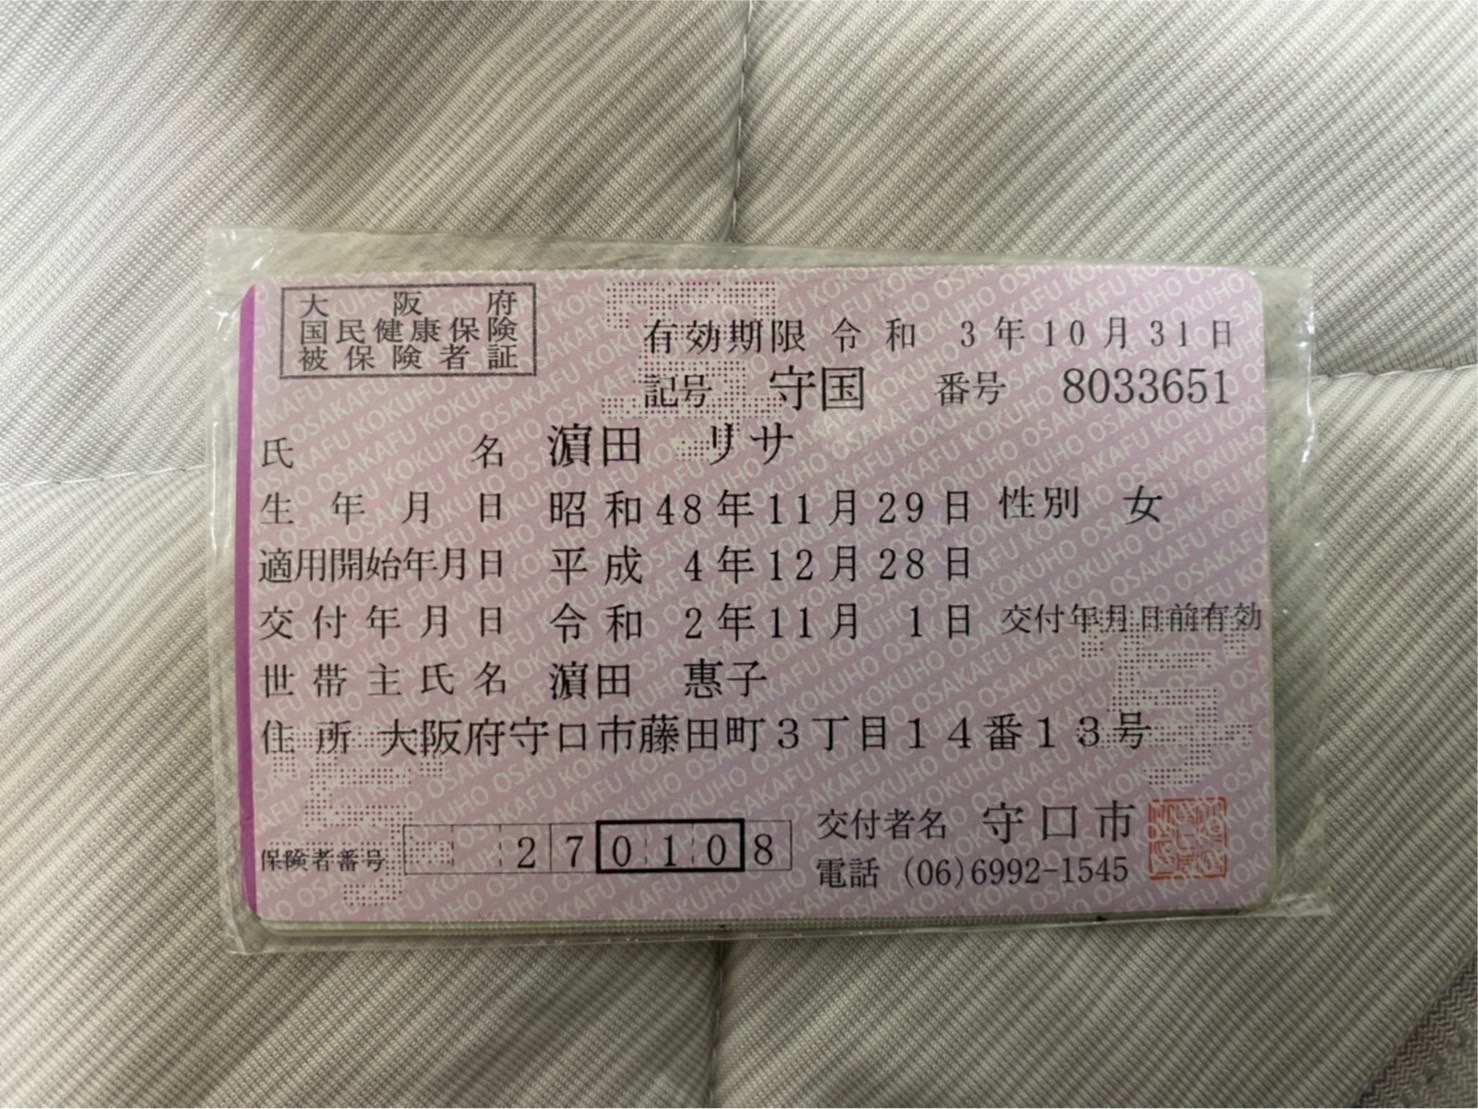 大阪府
国民健康保険
被保険者証
有効期限 令和 3年10月31日
記号 守国 番号 8033651
氏名 濵田 リサ
生年月日 昭和48年11月29日 性別 女
適用開始年月日 平成 4年12月28日
交付年月日 令和 2年11月 1日 交付年月日前有効
世帯主氏名 濵田 惠子
住所 大阪府守口市藤田町3丁目14番13号
保険者番号 270108
交付者名 守口市
電話 (06)6992-1545